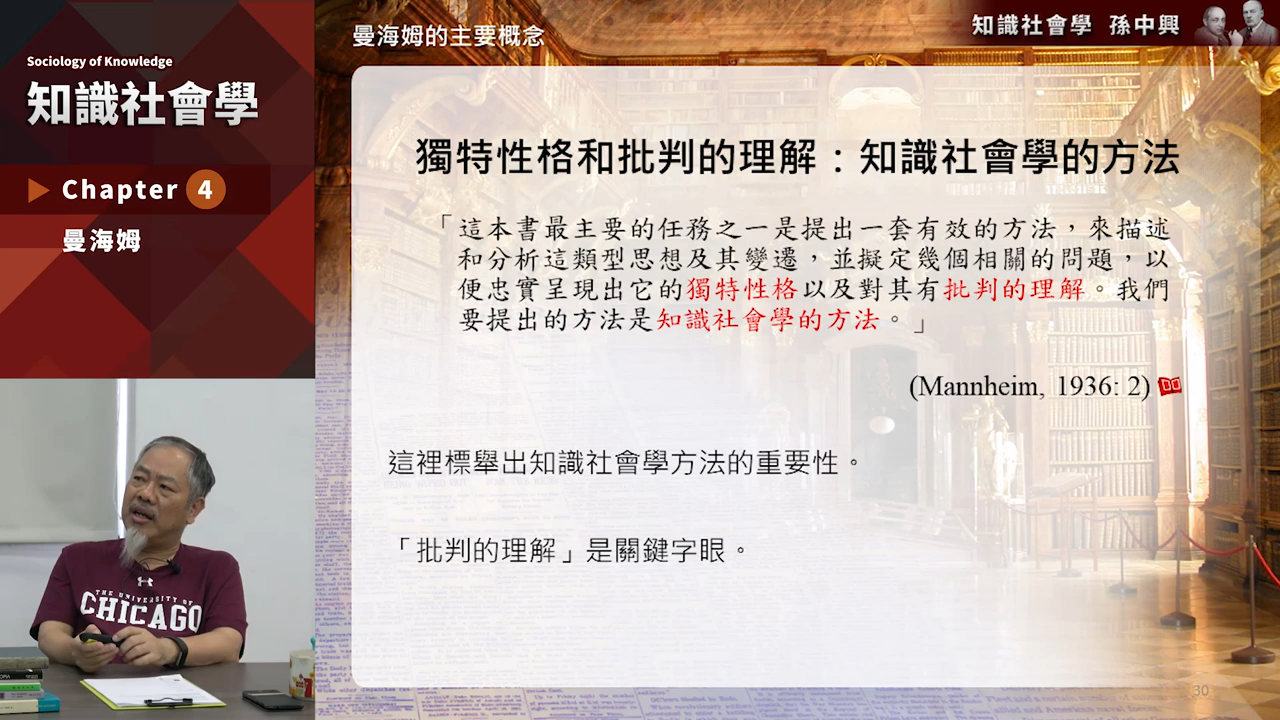 Sociology of Knowledge
知識社會學
Chapter 4
曼海姆
曼海姆的主要概念
知識社會學 孫中興
獨特性格和批判的理解：知識社會學的方法
「這本書最主要的任務之一是提出一套有效的方法，來描述
和分析這類型思想及其變遷，並擬定幾個相關的問題，以
便忠實呈現出它的獨特性格以及對其有批判的理解。我們
要提出的方法是知識社會學的方法。」
(Mannheim, 1936: 2)
這裡標舉出知識社會學方法的重要性。
「批判的理解」是關鍵字眼。
30
THE UNIVERSITY OF
CHICAGO